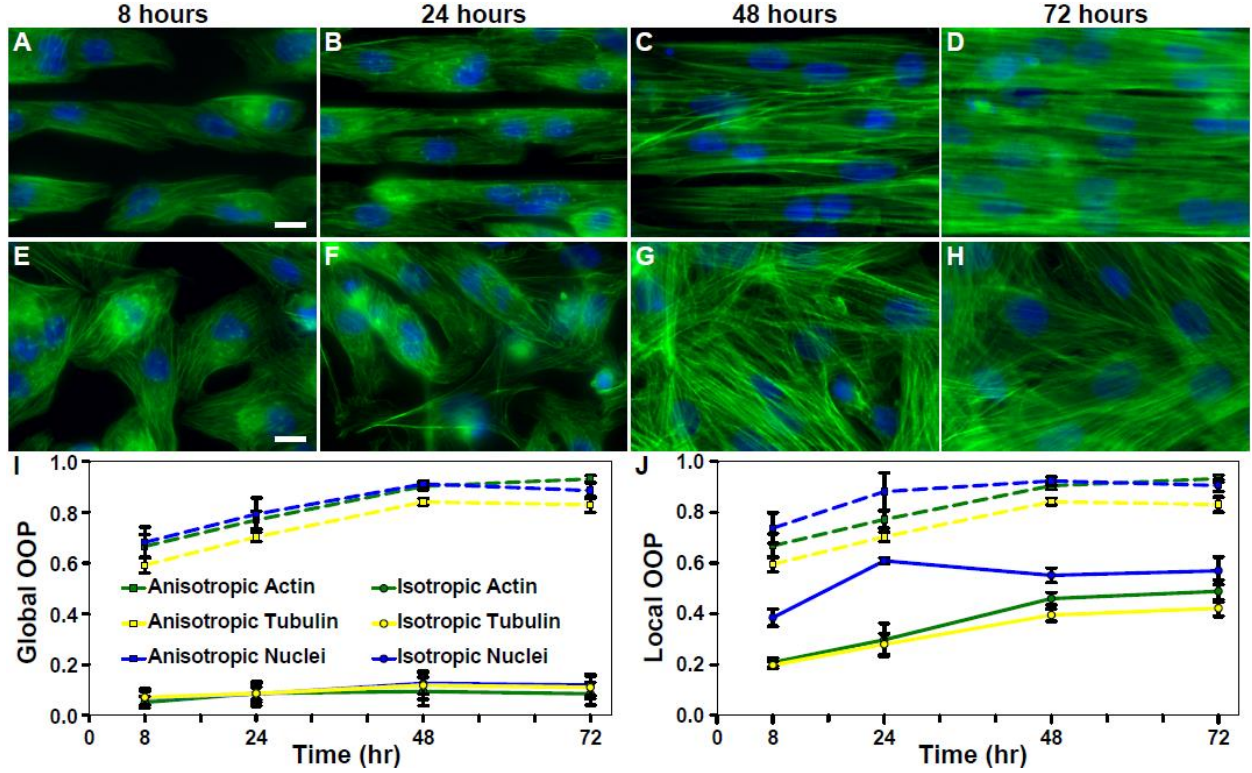 8 hours 24 hours 48 hours 72 hours
A B C D
E F G H
I
1.0
0.8
0.6
0.4
0.2
0.0
Global OOP
Anisotropic Actin Isotropic Actin
Anisotropic Tubulin Isotropic Tubulin
Anisotropic Nuclei Isotropic Nuclei
0 8 24 48 72
Time (hr)
J
1.0
0.8
0.6
0.4
0.2
0.0
Local OOP
0 8 24 48 72
Time (hr)